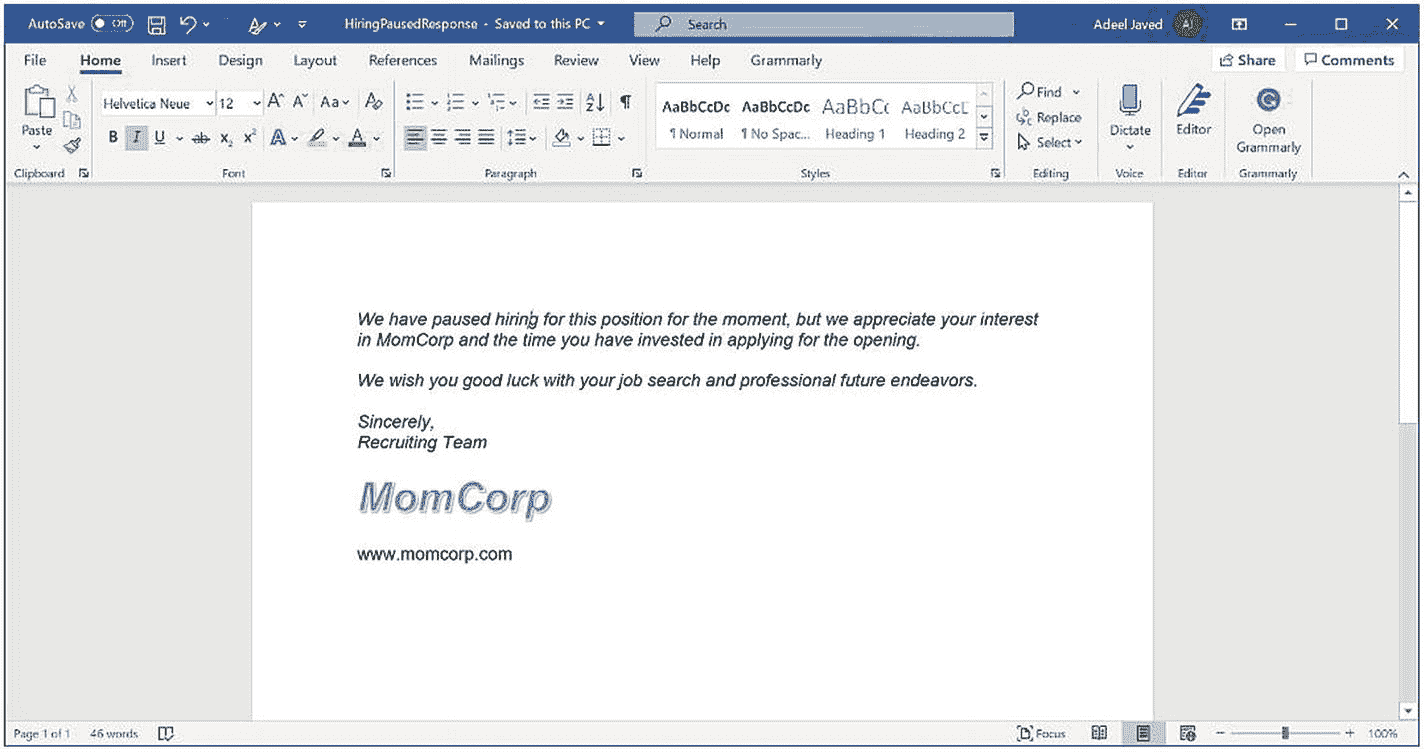 AutoSave Off HiringPausedResponse - Saved to this PC Search Adeel Javed AJ
File Home Insert Design Layout References Mailings Review View Help Grammarly Share Comments
Helvetica Neue 12 Aa AaBbCcDc AaBbCcDc AaBbCc AaBbCcC Find
Paste B I U ab x₂ x² A A ¶ Normal ¶ No Spac... Heading 1 Heading 2 Replace Dictate Editor Open
Select Grammarly
Clipboard Font Paragraph Styles Editing Voice Editor Grammarly
We have paused hiring for this position for the moment, but we appreciate your interest
in MomCorp and the time you have invested in applying for the opening.
We wish you good luck with your job search and professional future endeavors.
Sincerely,
Recruiting Team
MomCorp
www.momcorp.com
Page 1 of 1 46 words Focus 100%